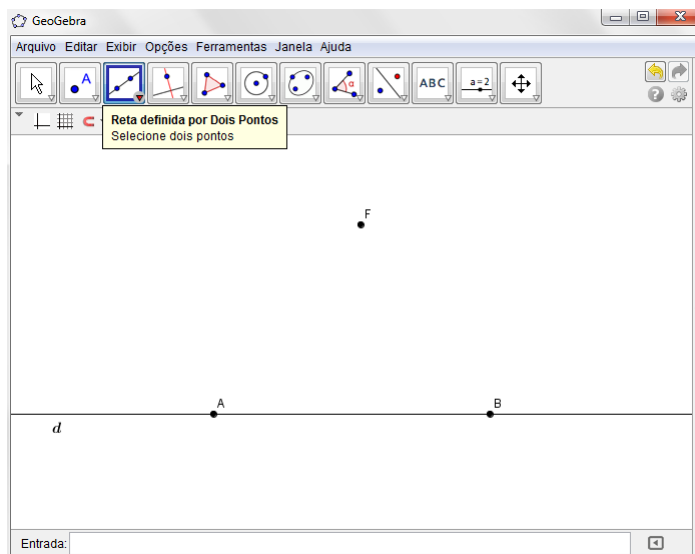 GeoGebra
Arquivo Editar Exibir Opções Ferramentas Janela Ajuda
A
α
ABC
a=2
Reta definida por Dois Pontos
Selecione dois pontos
F
A
B
d
Entrada: